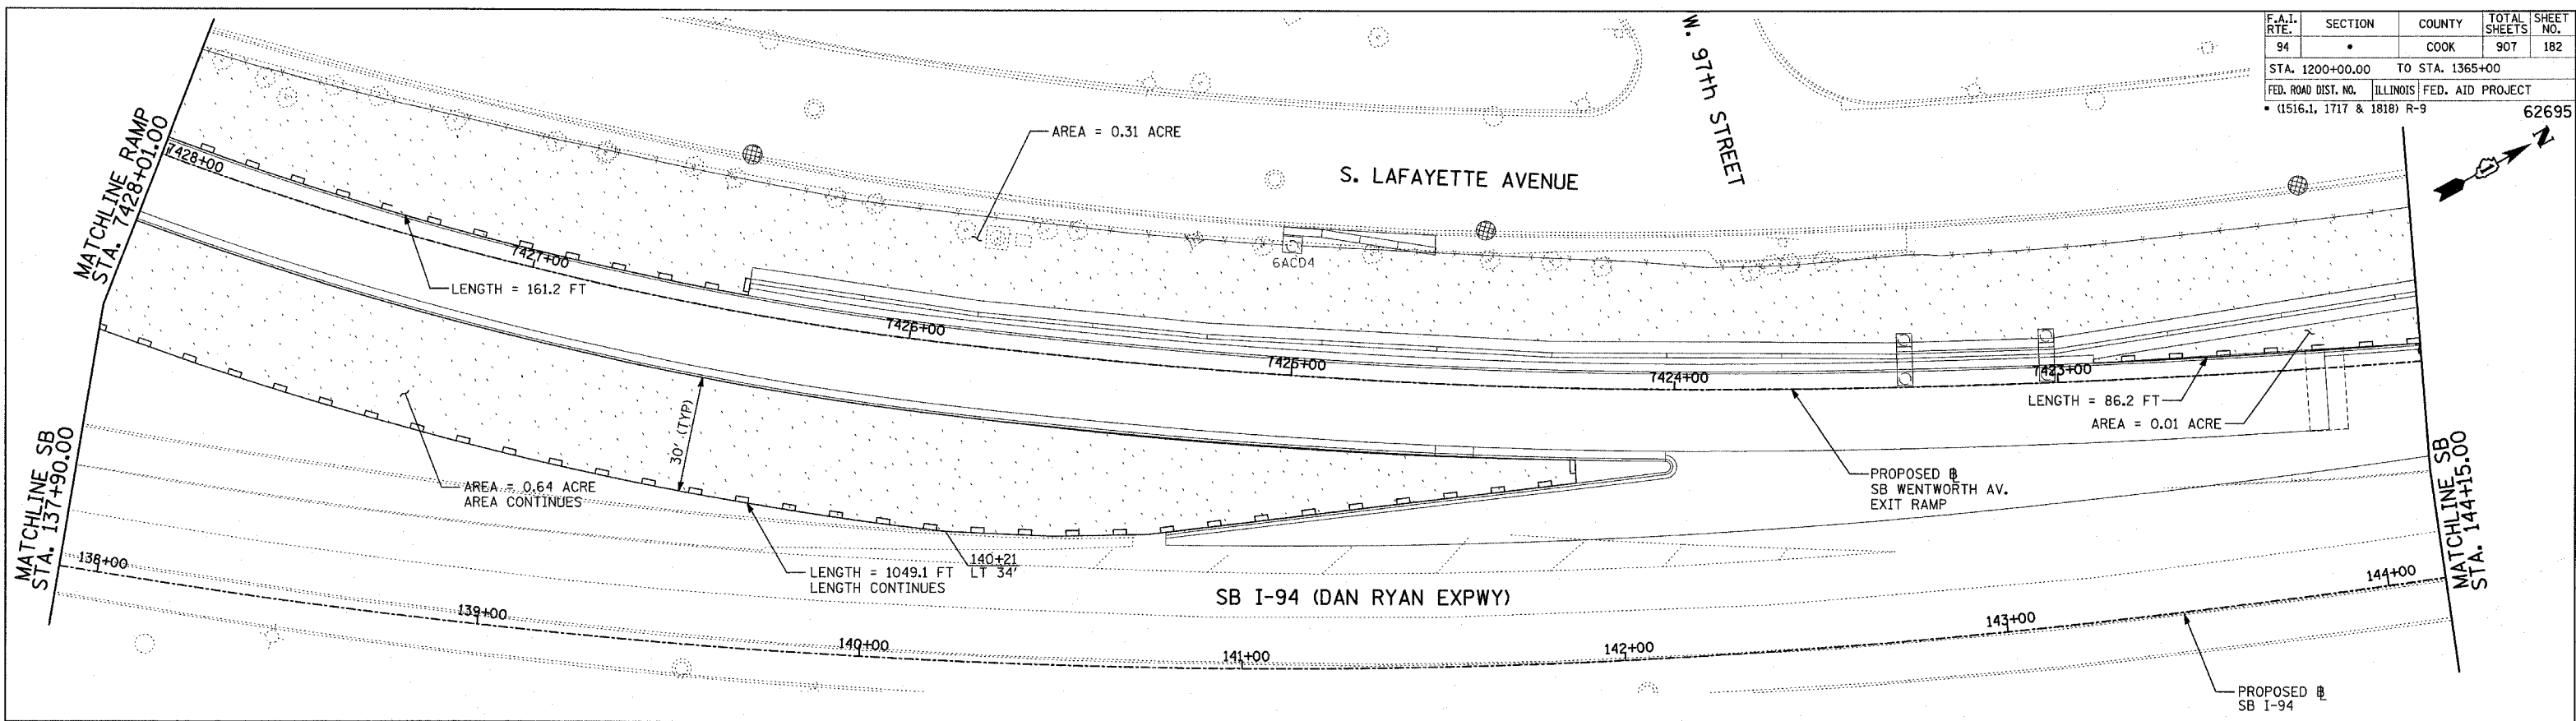 F.A.I. RTE. SECTION COUNTY TOTAL SHEETS SHEET NO.
94 • COOK 907 182
STA. 1200+00.00 TO STA. 1365+00
FED. ROAD DIST. NO. ILLINOIS FED. AID PROJECT
• (1516.1, 1717 & 1818) R-9
62695
N
W. 97th STREET
S. LAFAYETTE AVENUE
AREA = 0.31 ACRE
MATCHLINE RAMP
STA. 7428+01.00
7428+00
7427+00
LENGTH = 161.2 FT
6ACD4
7426+00
7425+00
7424+00
7423+00
LENGTH = 86.2 FT
AREA = 0.01 ACRE
30' (TYP)
AREA = 0.64 ACRE
AREA CONTINUES
PROPOSED ℄
SB WENTWORTH AV.
EXIT RAMP
MATCHLINE SB
STA. 137+90.00
MATCHLINE SB
STA. 144+15.00
LENGTH = 1049.1 FT
LENGTH CONTINUES
140+21
LT 34'
SB I-94 (DAN RYAN EXPWY)
138+00
139+00
140+00
141+00
142+00
143+00
144+00
PROPOSED ℄
SB I-94